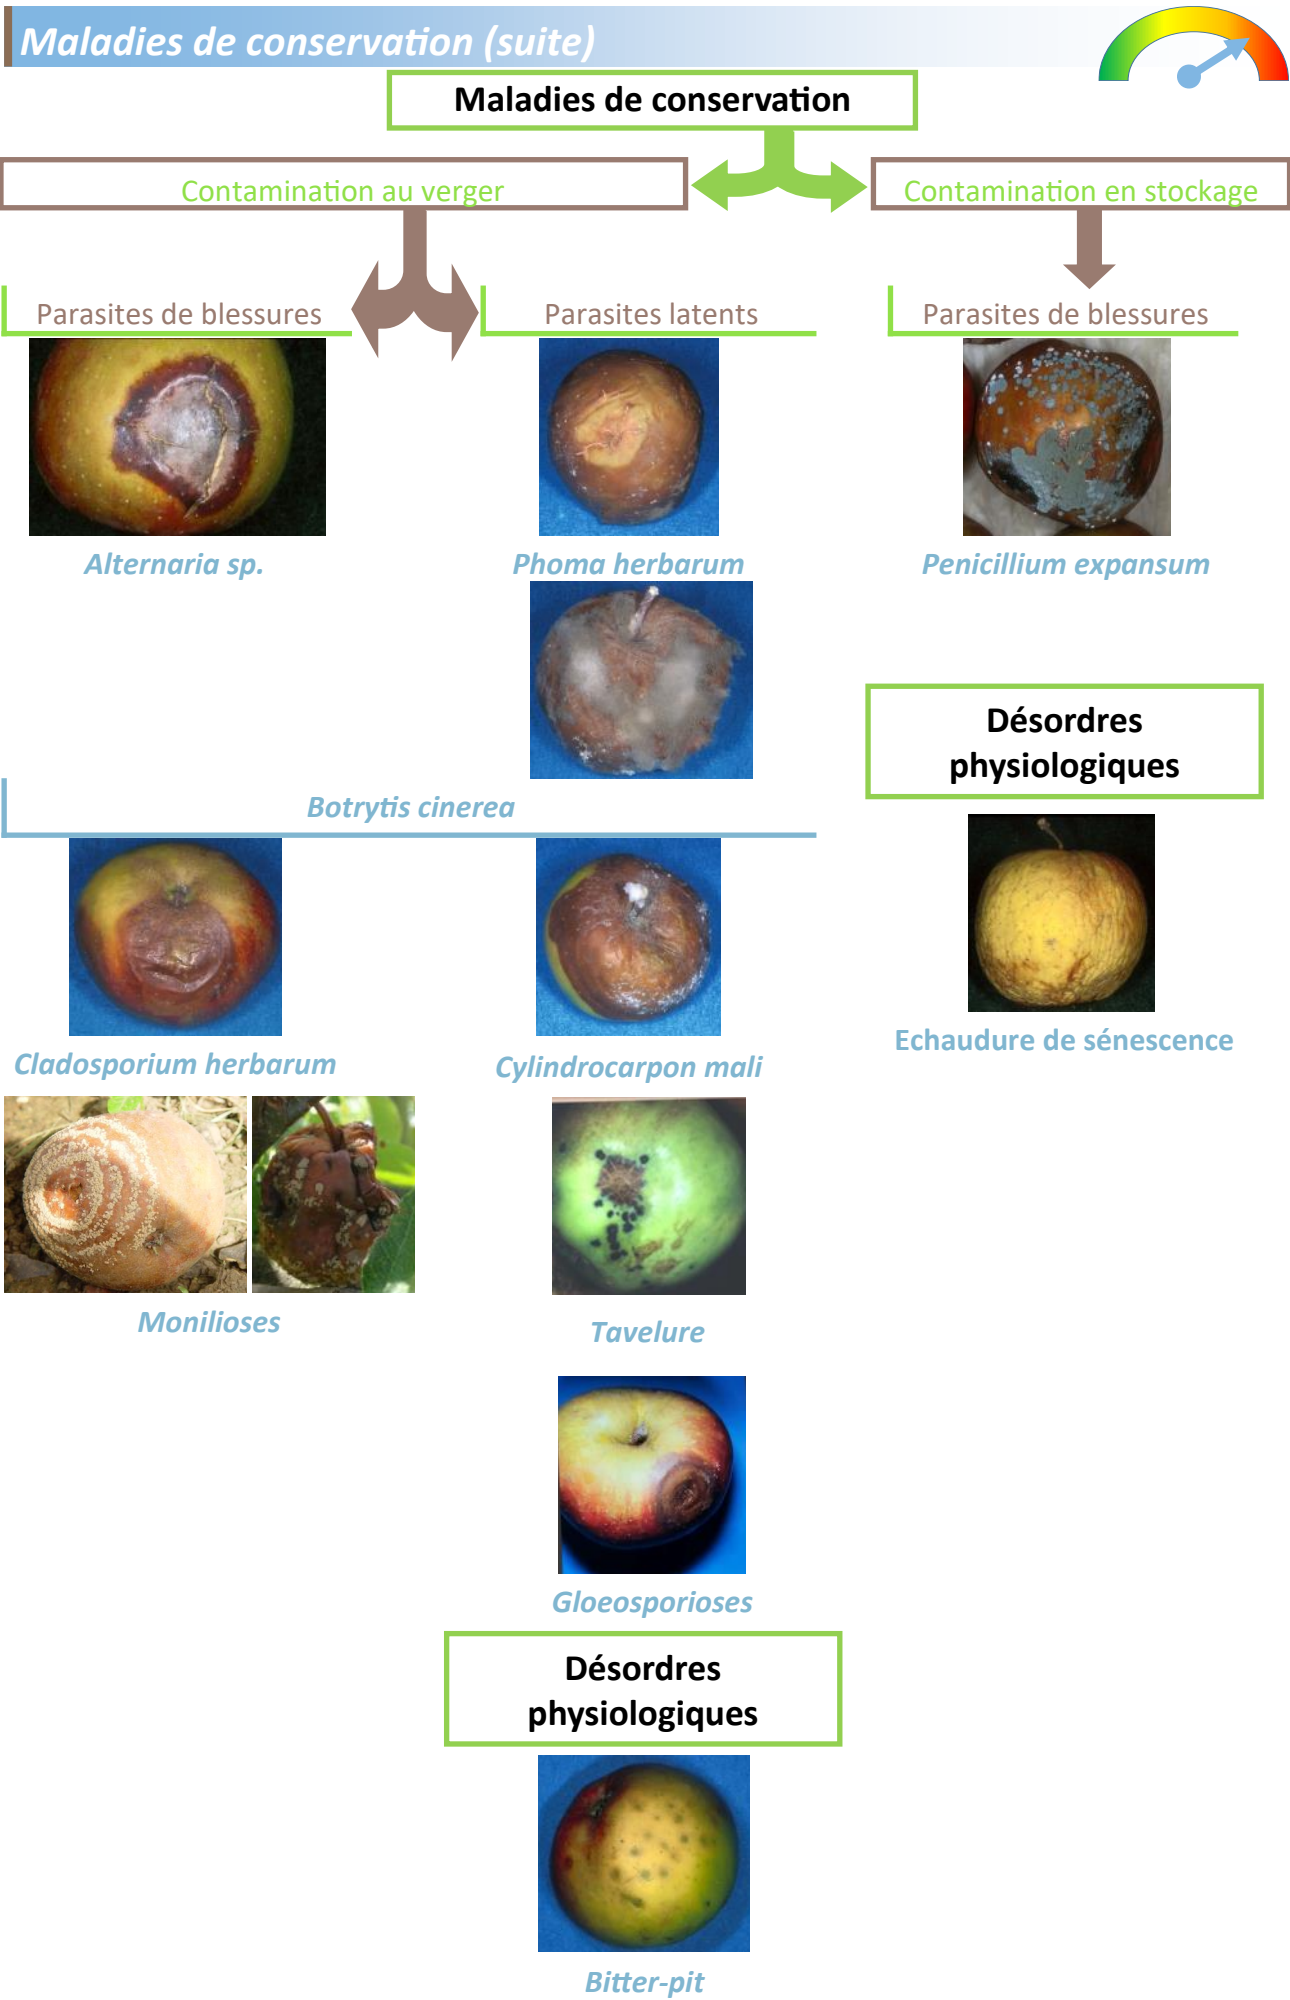 Maladies de conservation (suite)
Maladies de conservation
Contamination au verger
Contamination en stockage
Parasites de blessures
Parasites latents
Parasites de blessures
Alternaria sp.
Phoma herbarum
Penicillium expansum
Désordres
physiologiques
Botrytis cinerea
Echaudure de sénescence
Cladosporium herbarum
Cylindrocarpon mali
Monilioses
Tavelure
Gloeosporioses
Désordres
physiologiques
Bitter-pit